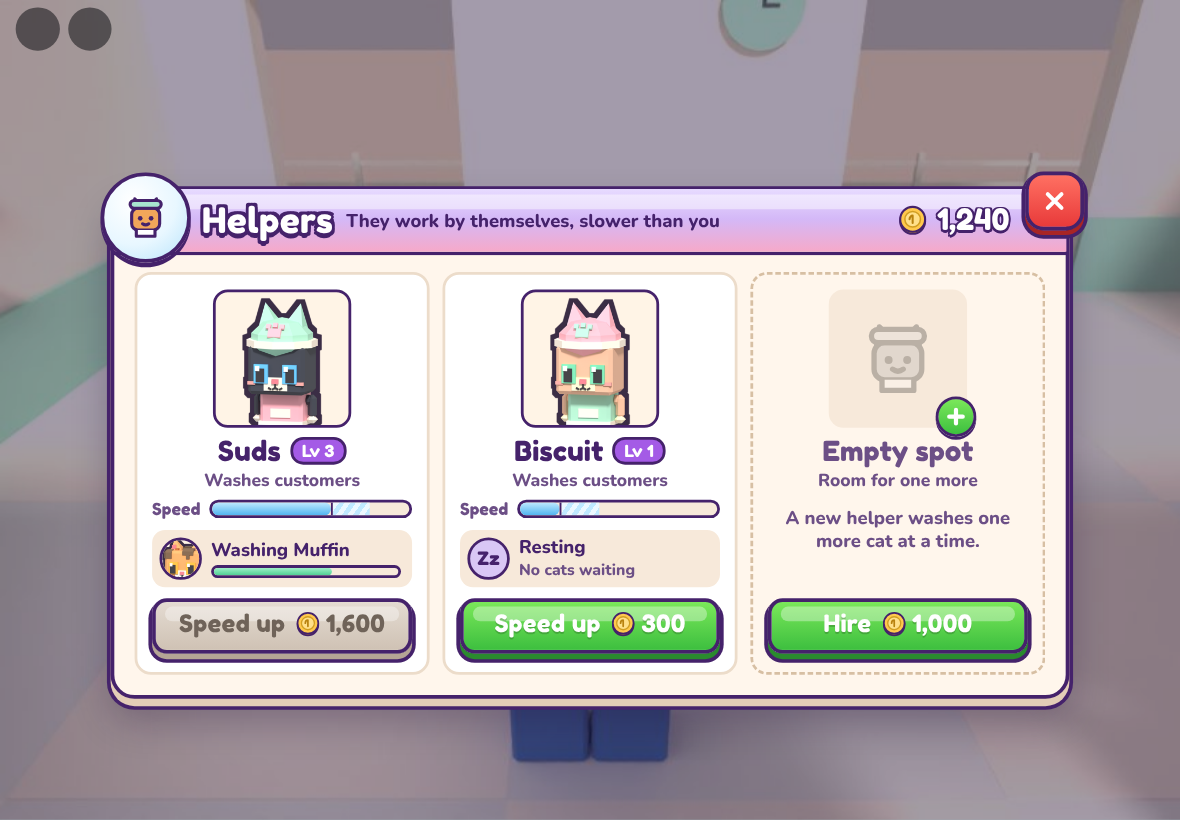 Helpers
They work by themselves, slower than you
1,240
Suds
Lv 3
Washes customers
Speed
Washing Muffin
Speed up 1,600
Biscuit
Lv 1
Washes customers
Speed
Zz
Resting
No cats waiting
Speed up 300
Empty spot
Room for one more
A new helper washes one
more cat at a time.
Hire 1,000